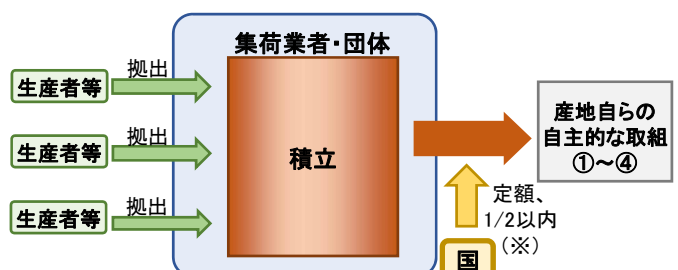 集荷業者・団体
拠出
生産者等
拠出
生産者等
拠出
生産者等
積立
産地自らの
自主的な取組
①～④
定額、
1/2以内
（※）
国